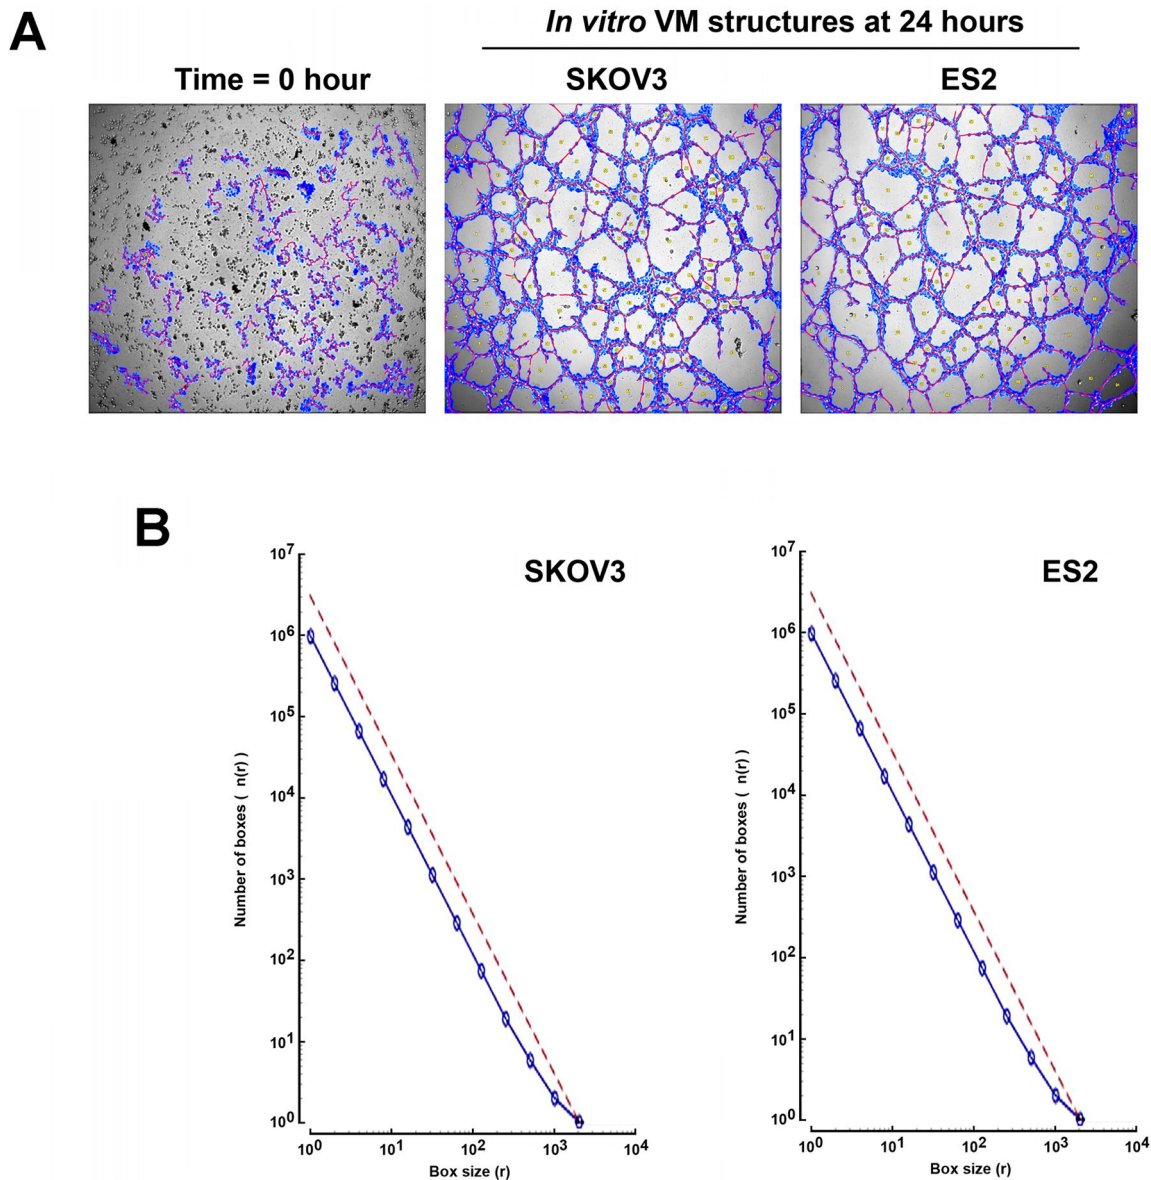 A
In vitro VM structures at 24 hours
Time = 0 hour
SKOV3
ES2
B
SKOV3
10⁷
10⁶
10⁵
10⁴
10³
10²
10¹
10⁰
Number of boxes ( n(r) )
10⁰ 10¹ 10² 10³ 10⁴
Box size (r)
ES2
10⁷
10⁶
10⁵
10⁴
10³
10²
10¹
10⁰
Number of boxes ( n(r) )
10⁰ 10¹ 10² 10³ 10⁴
Box size (r)